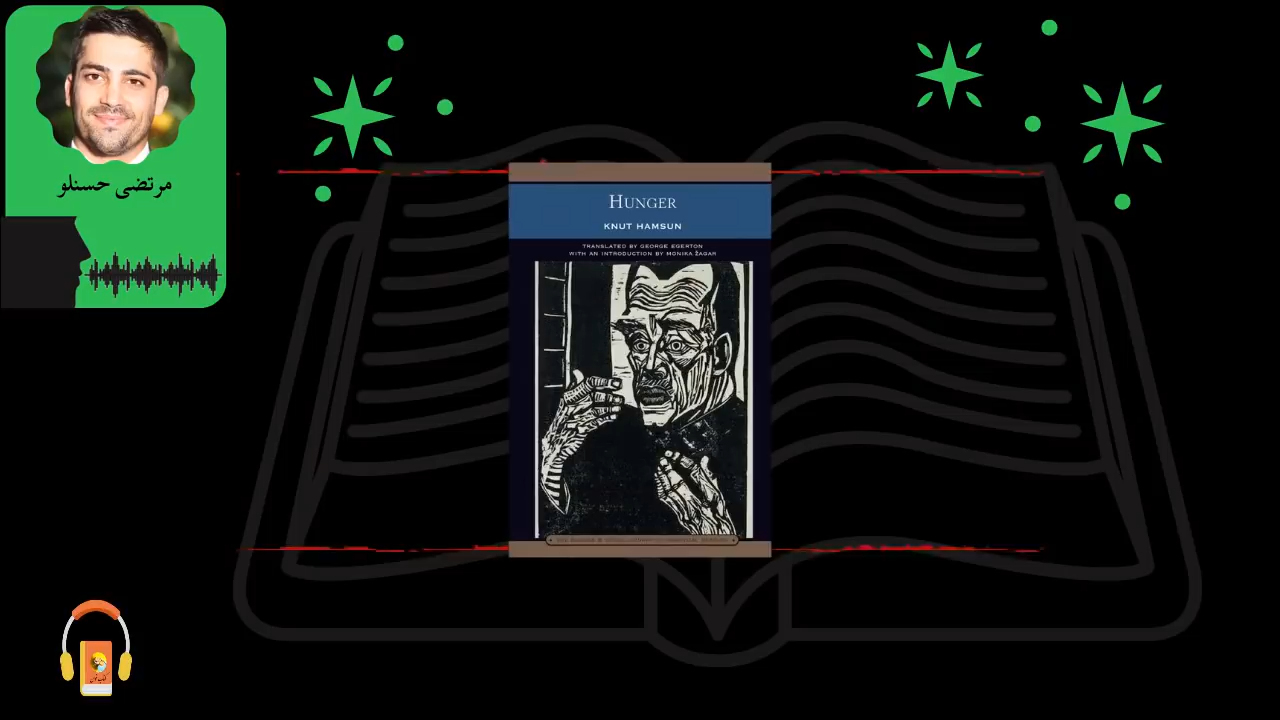 مرتضی حسنلو
HUNGER
KNUT HAMSUN
TRANSLATED BY GEORGE EGERTON
WITH AN INTRODUCTION BY MONIKA ŽAGAR